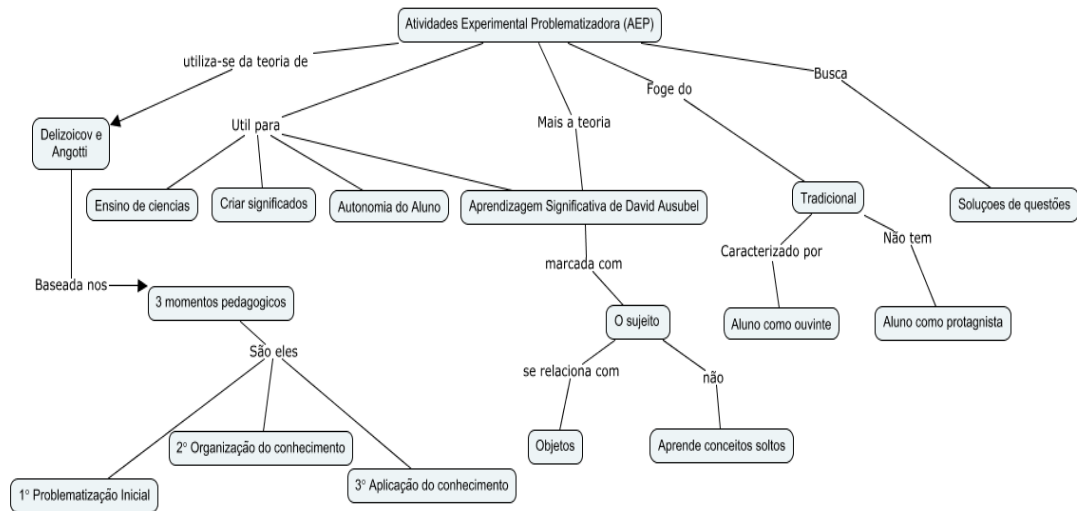 Atividades Experimental Problematizadora (AEP)
utiliza-se da teoria de
Busca
Foge do
Delizoicov e
Angotti
Util para
Mais a teoria
Ensino de ciencias
Criar significados
Autonomia do Aluno
Aprendizagem Significativa de David Ausubel
Tradicional
Soluçoes de questões
Caracterizado por
Não tem
marcada com
Baseada nos
3 momentos pedagogicos
O sujeito
Aluno como ouvinte
Aluno como protagnista
São eles
se relaciona com
não
2° Organização do conhecimento
Objetos
Aprende conceitos soltos
1° Problematização Inicial
3° Aplicação do conhecimento